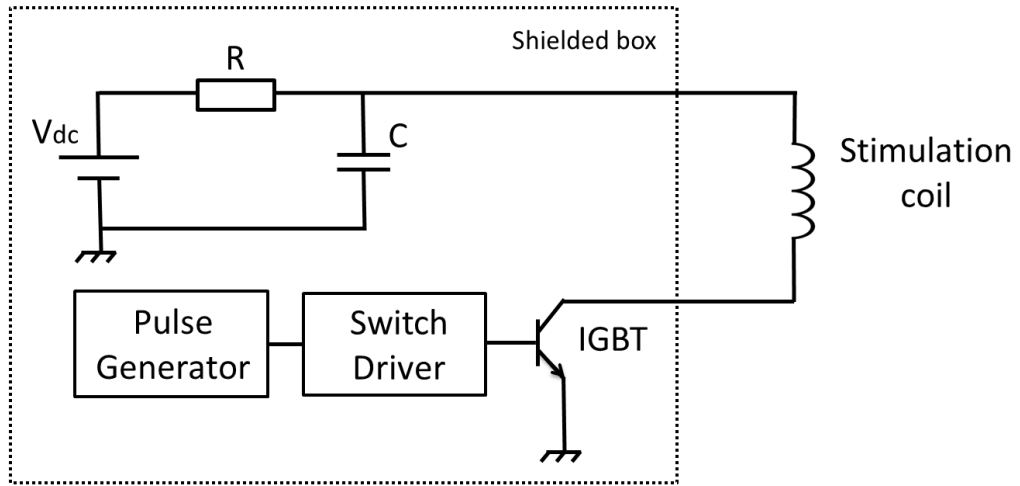 Shielded box
R
Vdc
C
Stimulation
coil
Pulse
Generator
Switch
Driver
IGBT